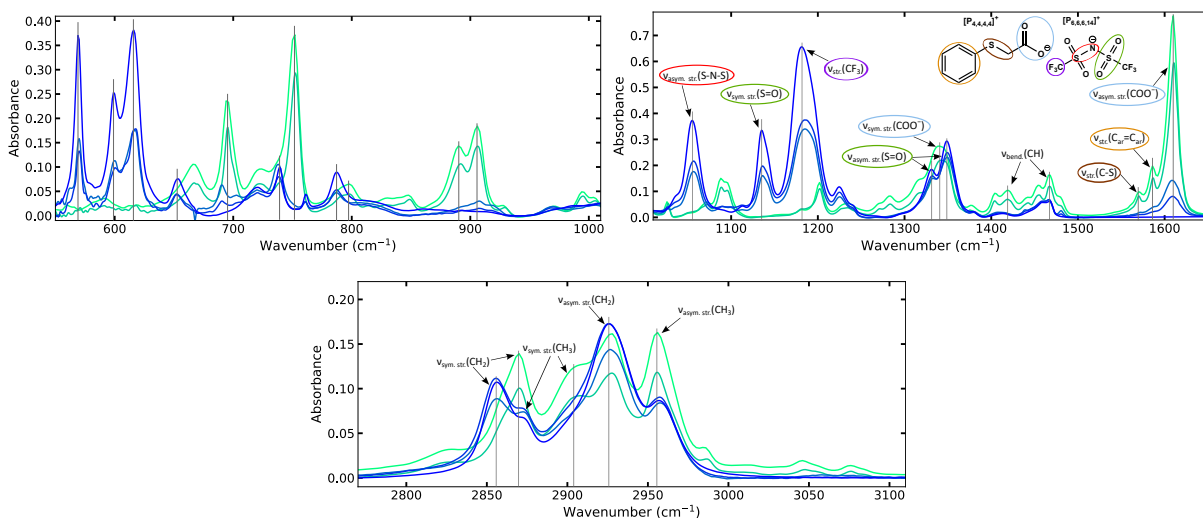 0.40
0.35
0.30
0.25
0.20
0.15
0.10
0.05
0.00
Absorbance
600 700 800 900 1000
Wavenumber (cm⁻¹)
0.7
0.6
0.5
0.4
0.3
0.2
0.1
0.0
Absorbance
[P4,4,4,4]⁺ [P6,6,6,14]⁺
O
S
O⊖
O
O
⊖
N
S
S
F₃C
CF₃
O
O
νasym. str.(S-N-S)
νsym. str.(S=O)
νstr.(CF₃)
νasym. str.(COO⁻)
νsym. str.(COO⁻)
νasym. str.(S=O)
νbend.(CH)
νstr.(Car=Car)
νstr.(C-S)
1100 1200 1300 1400 1500 1600
Wavenumber (cm⁻¹)
0.20
0.15
0.10
0.05
0.00
Absorbance
νasym. str.(CH₂)
νasym. str.(CH₃)
νsym. str.(CH₃)
νsym. str.(CH₂)
2800 2850 2900 2950 3000 3050 3100
Wavenumber (cm⁻¹)